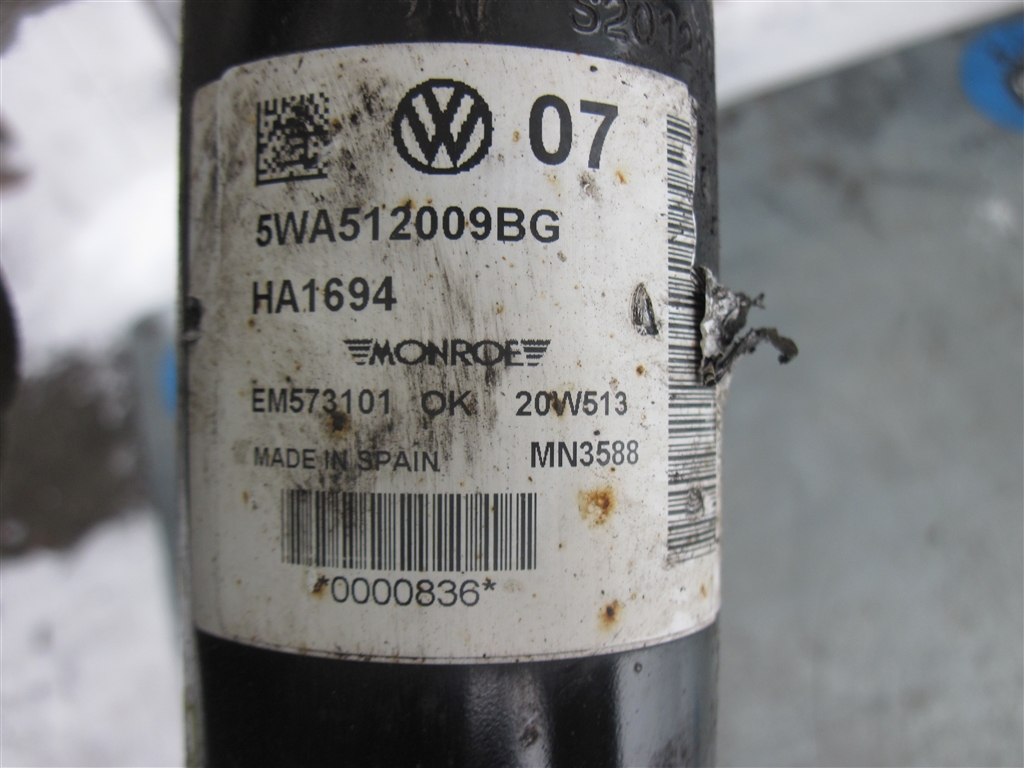 07
5WA512009BG
HA1694
MONROE
EM573101 OK 20W513
MADE IN SPAIN MN3588
*0000836*